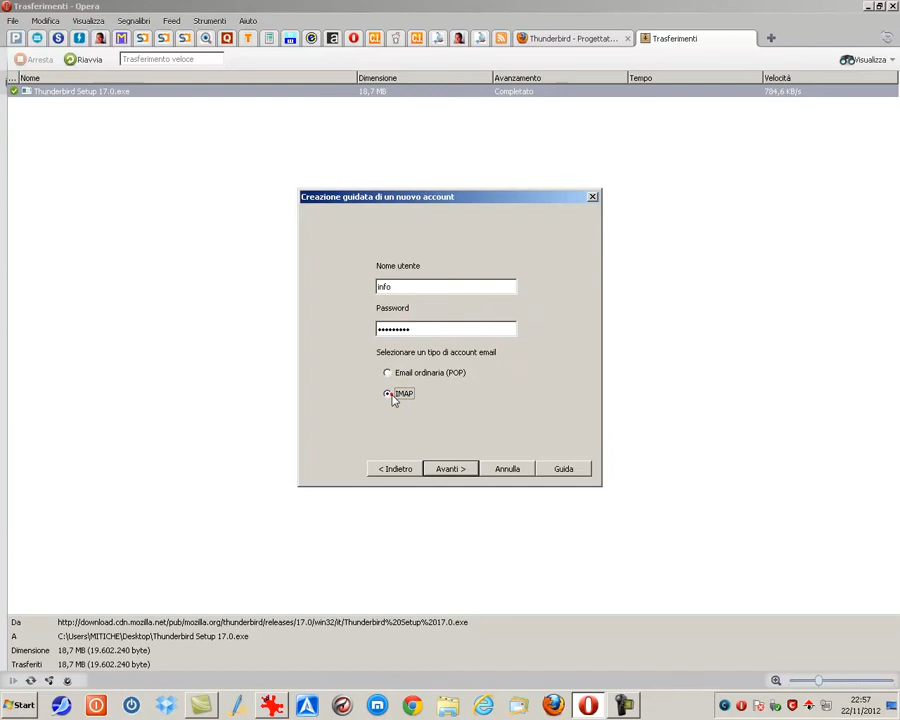 Trasferimenti - Opera
File Modifica Visualizza Segnalibri Feed Strumenti Aiuto
Thunderbird - Progettat... Trasferimenti
Arresta Riavvia Trasferimento veloce Visualizza
... Nome Dimensione Avanzamento Tempo Velocità
Thunderbird Setup 17.0.exe 18,7 MB Completato 784,6 KB/s
Creazione guidata di un nuovo account
Nome utente
info
Password
•••••••••
Selezionare un tipo di account email
Email ordinaria (POP)
IMAP
< Indietro Avanti > Annulla Guida
Da http://download.cdn.mozilla.net/pub/mozilla.org/thunderbird/releases/17.0/win32/it/Thunderbird%20Setup%2017.0.exe
A C:\Users\MITICHE\Desktop\Thunderbird Setup 17.0.exe
Dimensione 18,7 MB (19.602.240 byte)
Trasferiti 18,7 MB (19.602.240 byte)
Start 22:57
22/11/2012